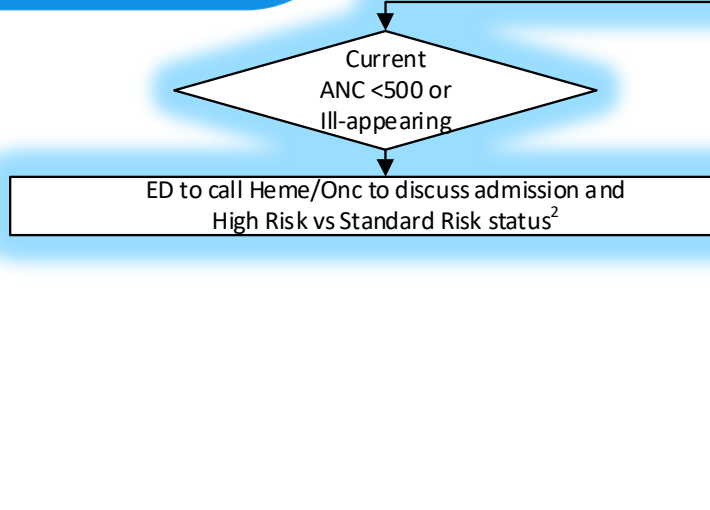 Current
ANC <500 or
Ill-appearing
ED to call Heme/Onc to discuss admission and
High Risk vs Standard Risk status²